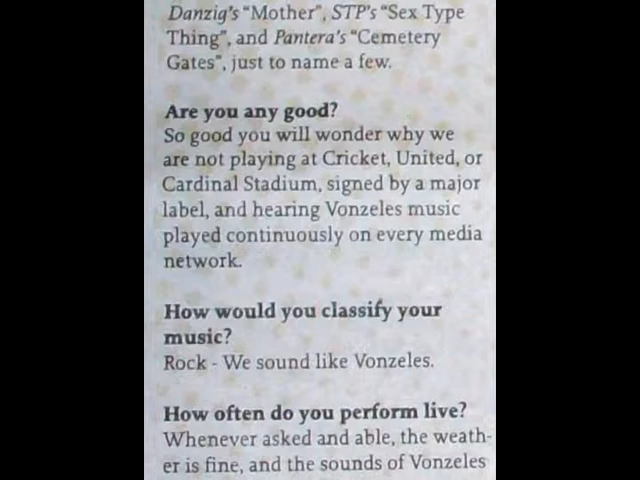 Danzig's "Mother", STP's "Sex Type
Thing", and Pantera's "Cemetery
Gates", just to name a few.
Are you any good?
So good you will wonder why we
are not playing at Cricket, United, or
Cardinal Stadium, signed by a major
label, and hearing Vonzeles music
played continuously on every media
network.
How would you classify your
music?
Rock - We sound like Vonzeles.
How often do you perform live?
Whenever asked and able, the weath-
er is fine, and the sounds of Vonzeles